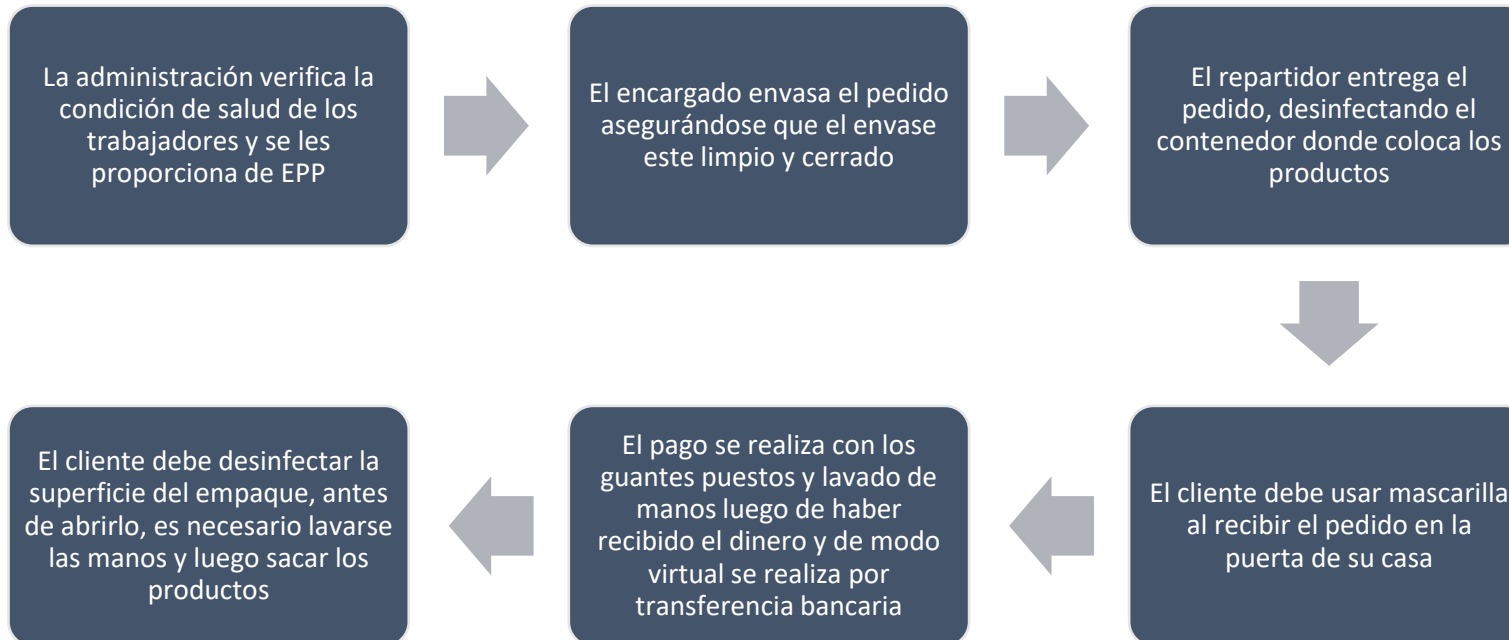 La administración verifica la
condición de salud de los
trabajadores y se les
proporciona de EPP
El encargado envasa el pedido
asegurándose que el envase
este limpio y cerrado
El repartidor entrega el
pedido, desinfectando el
contenedor donde coloca los
productos
El cliente debe usar mascarilla
al recibir el pedido en la
puerta de su casa
El pago se realiza con los
guantes puestos y lavado de
manos luego de haber
recibido el dinero y de modo
virtual se realiza por
transferencia bancaria
El cliente debe desinfectar la
superficie del empaque, antes
de abrirlo, es necesario lavarse
las manos y luego sacar los
productos